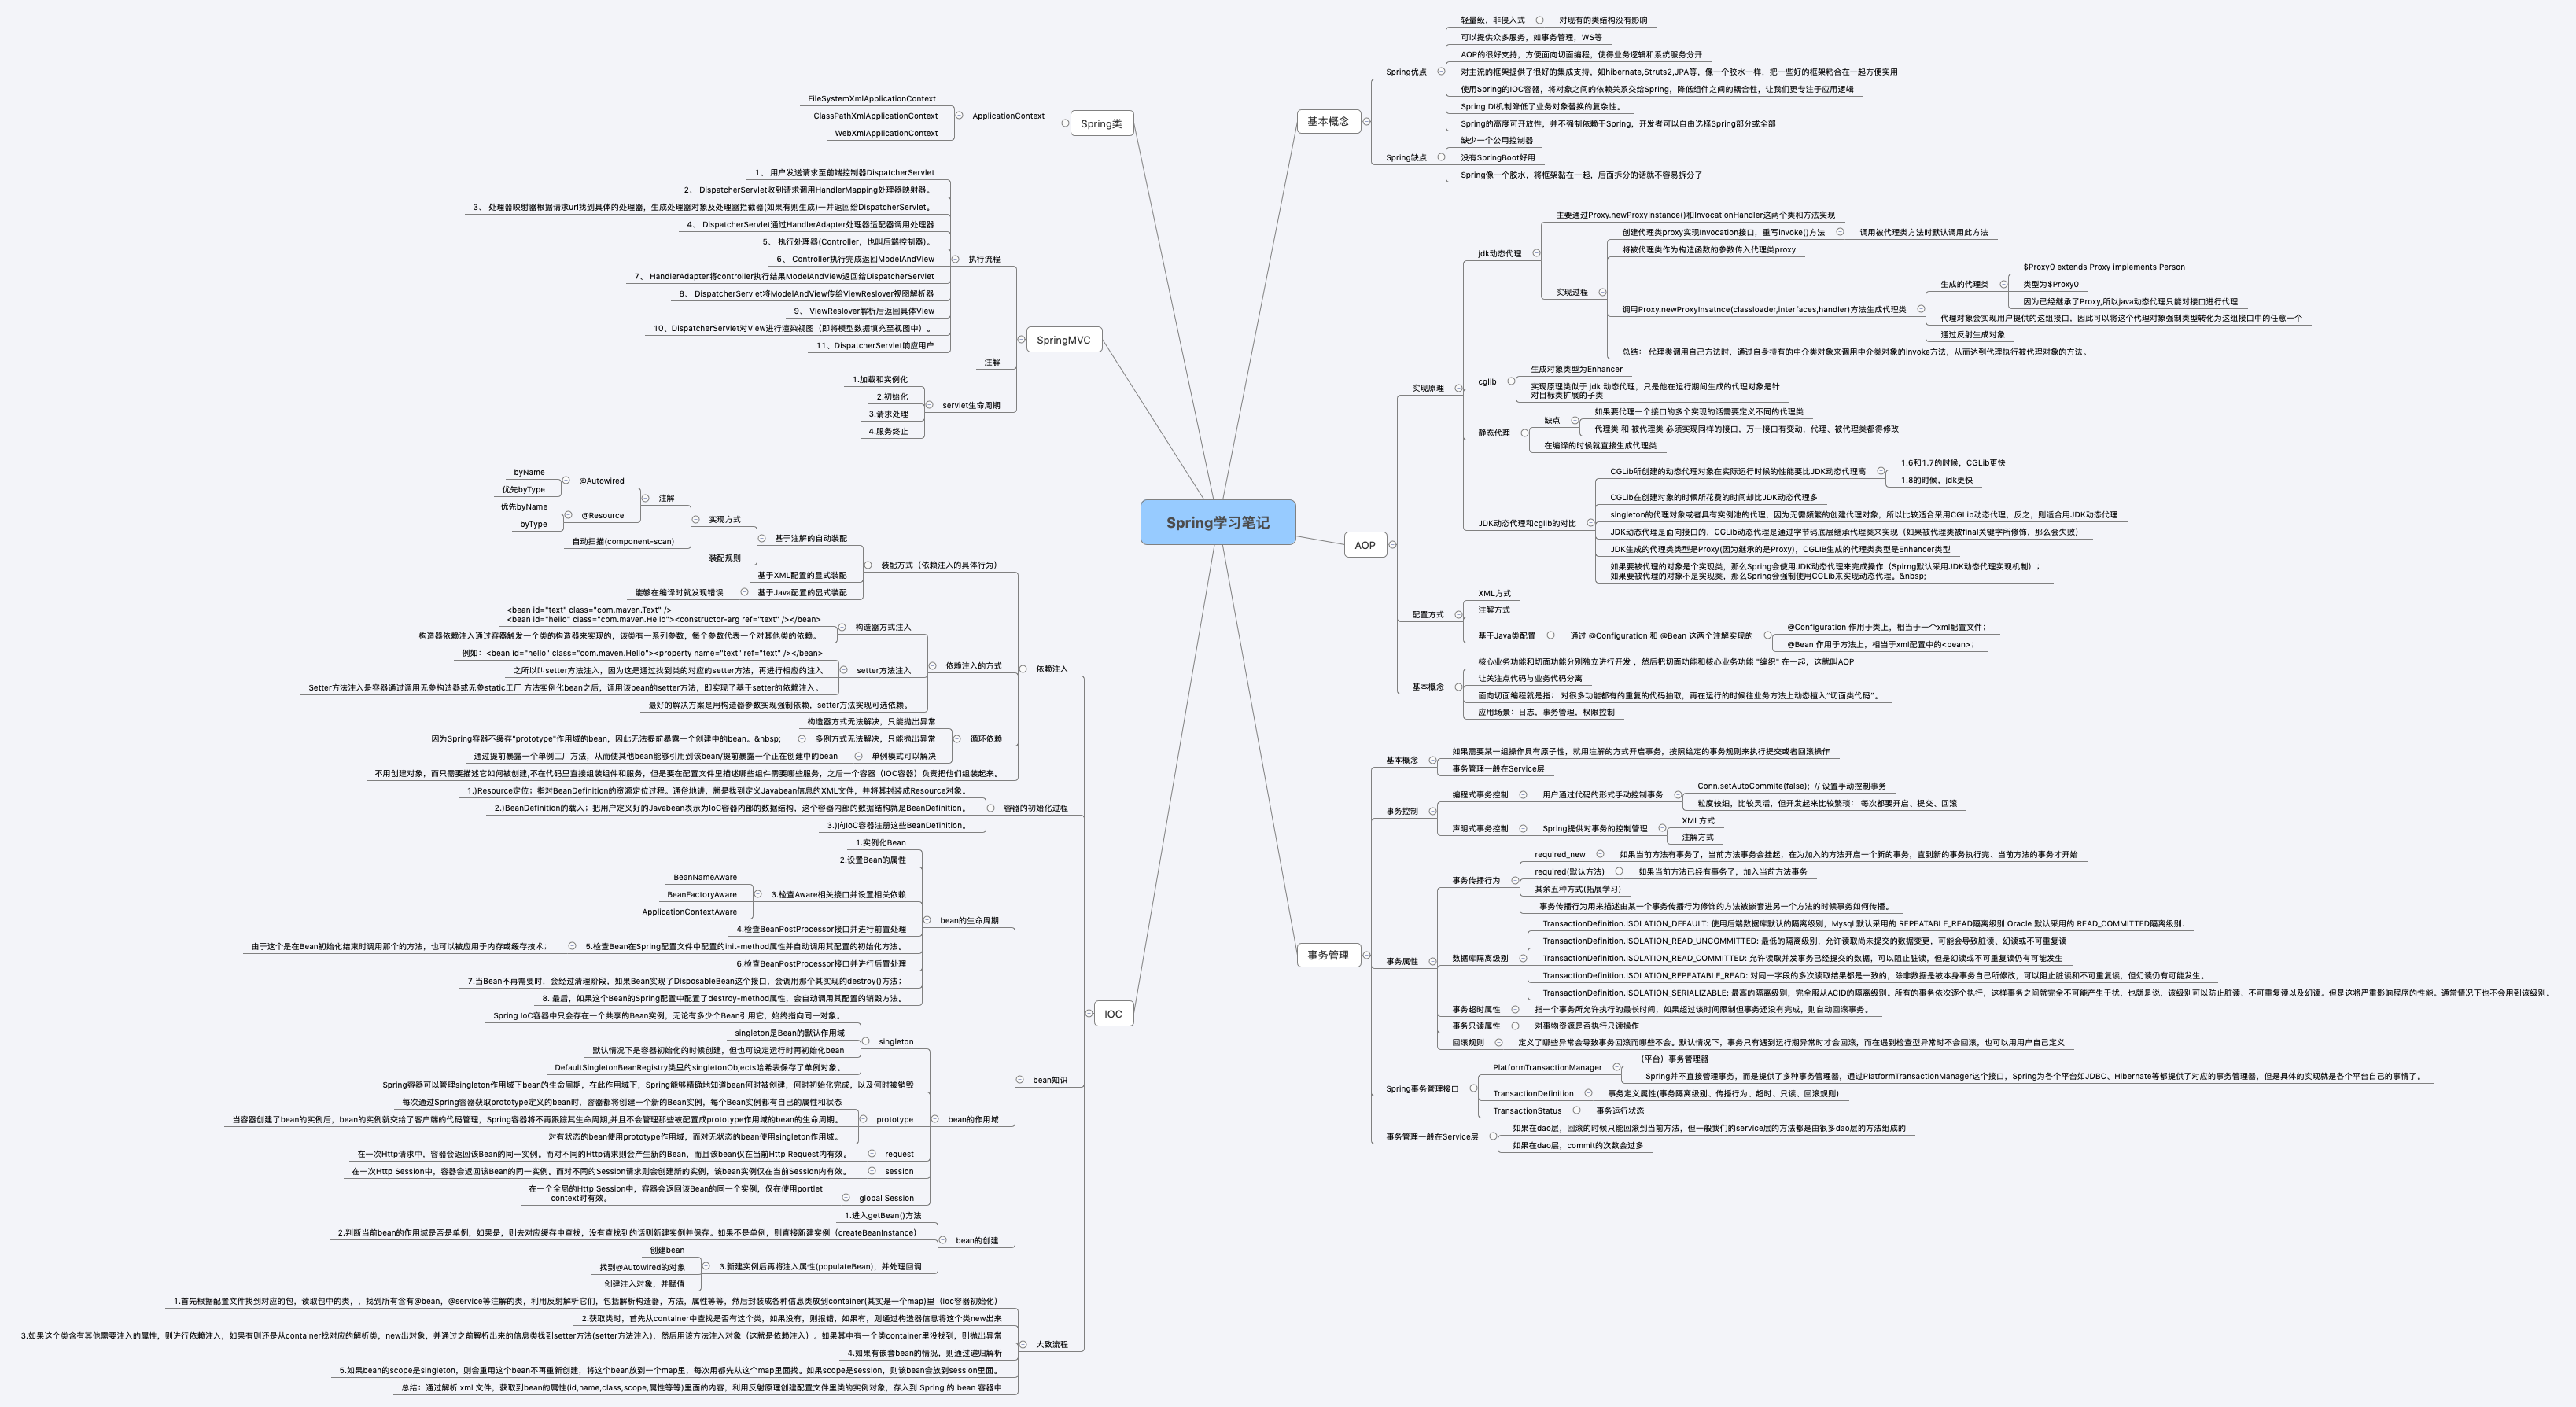 Spring学习笔记
基本概念
Spring优点
轻量级，非侵入式
对现有的类结构没有影响
可以提供众多服务，如事务管理，WS等
AOP的很好支持，方便面向切面编程，使得业务逻辑和系统服务分开
对主流的框架提供了很好的集成支持，如hibernate,Struts2,JPA等，像一个胶水一样，把一些好的框架粘合在一起方便实用
使用Spring的IOC容器，将对象之间的依赖关系交给Spring，降低组件之间的耦合性，让我们更专注于应用逻辑
Spring DI机制降低了业务对象替换的复杂性。
Spring的高度可开放性，并不强制依赖于Spring，开发者可以自由选择Spring部分或全部
Spring缺点
缺少一个公用控制器
没有SpringBoot好用
Spring像一个胶水，将框架黏在一起，后面拆分的话就不容易拆分了
AOP
实现原理
jdk动态代理
主要通过Proxy.newProxyInstance()和InvocationHandler这两个类和方法实现
实现过程
创建代理类proxy实现Invocation接口，重写invoke()方法
调用被代理类方法时默认调用此方法
将被代理类作为构造函数的参数传入代理类proxy
调用Proxy.newProxyInsatnce(classloader,interfaces,handler)方法生成代理类
生成的代理类
$Proxy0 extends Proxy implements Person
类型为$Proxy0
因为已经继承了Proxy,所以java动态代理只能对接口进行代理
代理对象会实现用户提供的这组接口，因此可以将这个代理对象强制类型转化为这组接口中的任意一个
通过反射生成对象
总结： 代理类调用自己方法时，通过自身持有的中介类对象来调用中介类对象的invoke方法，从而达到代理执行被代理对象的方法。
cglib
生成对象类型为Enhancer
实现原理类似于 jdk 动态代理，只是他在运行期间生成的代理对象是针
对目标类扩展的子类
静态代理
缺点
如果要代理一个接口的多个实现的话需要定义不同的代理类
代理类 和 被代理类 必须实现同样的接口，万一接口有变动，代理、被代理类都得修改
在编译的时候就直接生成代理类
JDK动态代理和cglib的对比
CGLib所创建的动态代理对象在实际运行时候的性能要比JDK动态代理高
1.6和1.7的时候，CGLib更快
1.8的时候，jdk更快
CGLib在创建对象的时候所花费的时间却比JDK动态代理多
singleton的代理对象或者具有实例池的代理，因为无需频繁的创建代理对象，所以比较适合采用CGLib动态代理，反之，则适合用JDK动态代理
JDK动态代理是面向接口的，CGLib动态代理是通过字节码底层继承代理类来实现（如果被代理类被final关键字所修饰，那么会失败）
JDK生成的代理类类型是Proxy(因为继承的是Proxy)，CGLIB生成的代理类类型是Enhancer类型
如果要被代理的对象是个实现类，那么Spring会使用JDK动态代理来完成操作（Spirng默认采用JDK动态代理实现机制）；
如果要被代理的对象不是实现类，那么Spring会强制使用CGLib来实现动态代理。&nbsp;
配置方式
XML方式
注解方式
基于Java类配置
通过 @Configuration 和 @Bean 这两个注解实现的
@Configuration 作用于类上，相当于一个xml配置文件；
@Bean 作用于方法上，相当于xml配置中的<bean>；
基本概念
核心业务功能和切面功能分别独立进行开发 ，然后把切面功能和核心业务功能 "编织" 在一起，这就叫AOP
让关注点代码与业务代码分离
面向切面编程就是指： 对很多功能都有的重复的代码抽取，再在运行的时候往业务方法上动态植入“切面类代码”。
应用场景：日志，事务管理，权限控制
事务管理
基本概念
如果需要某一组操作具有原子性，就用注解的方式开启事务，按照给定的事务规则来执行提交或者回滚操作
事务管理一般在Service层
事务控制
编程式事务控制
用户通过代码的形式手动控制事务
Conn.setAutoCommite(false);  // 设置手动控制事务
粒度较细，比较灵活，但开发起来比较繁琐： 每次都要开启、提交、回滚
声明式事务控制
Spring提供对事务的控制管理
XML方式
注解方式
事务属性
事务传播行为
required_new
如果当前方法有事务了，当前方法事务会挂起，在为加入的方法开启一个新的事务，直到新的事务执行完、当前方法的事务才开始
required(默认方法)
如果当前方法已经有事务了，加入当前方法事务
其余五种方式(拓展学习)
事务传播行为用来描述由某一个事务传播行为修饰的方法被嵌套进另一个方法的时候事务如何传播。
数据库隔离级别
TransactionDefinition.ISOLATION_DEFAULT: 使用后端数据库默认的隔离级别，Mysql 默认采用的 REPEATABLE_READ隔离级别 Oracle 默认采用的 READ_COMMITTED隔离级别.
TransactionDefinition.ISOLATION_READ_UNCOMMITTED: 最低的隔离级别，允许读取尚未提交的数据变更，可能会导致脏读、幻读或不可重复读
TransactionDefinition.ISOLATION_READ_COMMITTED: 允许读取并发事务已经提交的数据，可以阻止脏读，但是幻读或不可重复读仍有可能发生
TransactionDefinition.ISOLATION_REPEATABLE_READ: 对同一字段的多次读取结果都是一致的，除非数据是被本身事务自己所修改，可以阻止脏读和不可重复读，但幻读仍有可能发生。
TransactionDefinition.ISOLATION_SERIALIZABLE: 最高的隔离级别，完全服从ACID的隔离级别。所有的事务依次逐个执行，这样事务之间就完全不可能产生干扰，也就是说，该级别可以防止脏读、不可重复读以及幻读。但是这将严重影响程序的性能。通常情况下也不会用到该级别。
事务超时属性
指一个事务所允许执行的最长时间，如果超过该时间限制但事务还没有完成，则自动回滚事务。
事务只读属性
对事物资源是否执行只读操作
回滚规则
定义了哪些异常会导致事务回滚而哪些不会。默认情况下，事务只有遇到运行期异常时才会回滚，而在遇到检查型异常时不会回滚，也可以用用户自己定义
Spring事务管理接口
PlatformTransactionManager
（平台）事务管理器
Spring并不直接管理事务，而是提供了多种事务管理器，通过PlatformTransactionManager这个接口，Spring为各个平台如JDBC、Hibernate等都提供了对应的事务管理器，但是具体的实现就是各个平台自己的事情了。
TransactionDefinition
事务定义属性(事务隔离级别、传播行为、超时、只读、回滚规则)
TransactionStatus
事务运行状态
事务管理一般在Service层
如果在dao层，回滚的时候只能回滚到当前方法，但一般我们的service层的方法都是由很多dao层的方法组成的
如果在dao层，commit的次数会过多
Spring类
ApplicationContext
FileSystemXmlApplicationContext
ClassPathXmlApplicationContext
WebXmlApplicationContext
SpringMVC
执行流程
1、 用户发送请求至前端控制器DispatcherServlet
2、 DispatcherServlet收到请求调用HandlerMapping处理器映射器。
3、 处理器映射器根据请求url找到具体的处理器，生成处理器对象及处理器拦截器(如果有则生成)一并返回给DispatcherServlet。
4、 DispatcherServlet通过HandlerAdapter处理器适配器调用处理器
5、 执行处理器(Controller，也叫后端控制器)。
6、 Controller执行完成返回ModelAndView
7、 HandlerAdapter将controller执行结果ModelAndView返回给DispatcherServlet
8、 DispatcherServlet将ModelAndView传给ViewReslover视图解析器
9、 ViewReslover解析后返回具体View
10、DispatcherServlet对View进行渲染视图（即将模型数据填充至视图中）。
11、DispatcherServlet响应用户
注解
servlet生命周期
1.加载和实例化
2.初始化
3.请求处理
4.服务终止
IOC
依赖注入
装配方式（依赖注入的具体行为）
基于注解的自动装配
实现方式
注解
@Autowired
byName
优先byType
@Resource
优先byName
byType
自动扫描(component-scan)
装配规则
基于XML配置的显式装配
基于Java配置的显式装配
能够在编译时就发现错误
依赖注入的方式
构造器方式注入
<bean id="text" class="com.maven.Text" />
<bean id="hello" class="com.maven.Hello"><constructor-arg ref="text" /></bean>
构造器依赖注入通过容器触发一个类的构造器来实现的，该类有一系列参数，每个参数代表一个对其他类的依赖。
setter方法注入
例如：<bean id="hello" class="com.maven.Hello"><property name="text" ref="text" /></bean>
之所以叫setter方法注入，因为这是通过找到类的对应的setter方法，再进行相应的注入
Setter方法注入是容器通过调用无参构造器或无参static工厂 方法实例化bean之后，调用该bean的setter方法，即实现了基于setter的依赖注入。
最好的解决方案是用构造器参数实现强制依赖，setter方法实现可选依赖。
循环依赖
构造器方式无法解决，只能抛出异常
多例方式无法解决，只能抛出异常
因为Spring容器不缓存"prototype"作用域的bean，因此无法提前暴露一个创建中的bean。&nbsp;
单例模式可以解决
通过提前暴露一个单例工厂方法，从而使其他bean能够引用到该bean/提前暴露一个正在创建中的bean
不用创建对象，而只需要描述它如何被创建,不在代码里直接组装组件和服务，但是要在配置文件里描述哪些组件需要哪些服务，之后一个容器（IOC容器）负责把他们组装起来。
容器的初始化过程
1.)Resource定位；指对BeanDefinition的资源定位过程。通俗地讲，就是找到定义Javabean信息的XML文件，并将其封装成Resource对象。
2.)BeanDefinition的载入；把用户定义好的Javabean表示为IoC容器内部的数据结构，这个容器内部的数据结构就是BeanDefinition。
3.)向IoC容器注册这些BeanDefinition。
bean知识
bean的生命周期
1.实例化Bean
2.设置Bean的属性
3.检查Aware相关接口并设置相关依赖
BeanNameAware
BeanFactoryAware
ApplicationContextAware
4.检查BeanPostProcessor接口并进行前置处理
5.检查Bean在Spring配置文件中配置的init-method属性并自动调用其配置的初始化方法。
由于这个是在Bean初始化结束时调用那个的方法，也可以被应用于内存或缓存技术；
6.检查BeanPostProcessor接口并进行后置处理
7.当Bean不再需要时，会经过清理阶段，如果Bean实现了DisposableBean这个接口，会调用那个其实现的destroy()方法；
8. 最后，如果这个Bean的Spring配置中配置了destroy-method属性，会自动调用其配置的销毁方法。
bean的作用域
singleton
Spring IoC容器中只会存在一个共享的Bean实例，无论有多少个Bean引用它，始终指向同一对象。
singleton是Bean的默认作用域
默认情况下是容器初始化的时候创建，但也可设定运行时再初始化bean
DefaultSingletonBeanRegistry类里的singletonObjects哈希表保存了单例对象。
Spring容器可以管理singleton作用域下bean的生命周期，在此作用域下，Spring能够精确地知道bean何时被创建，何时初始化完成，以及何时被销毁
prototype
每次通过Spring容器获取prototype定义的bean时，容器都将创建一个新的Bean实例，每个Bean实例都有自己的属性和状态
当容器创建了bean的实例后，bean的实例就交给了客户端的代码管理，Spring容器将不再跟踪其生命周期,并且不会管理那些被配置成prototype作用域的bean的生命周期。
对有状态的bean使用prototype作用域，而对无状态的bean使用singleton作用域。
request
在一次Http请求中，容器会返回该Bean的同一实例。而对不同的Http请求则会产生新的Bean，而且该bean仅在当前Http Request内有效。
session
在一次Http Session中，容器会返回该Bean的同一实例。而对不同的Session请求则会创建新的实例，该bean实例仅在当前Session内有效。
global Session
在一个全局的Http Session中，容器会返回该Bean的同一个实例，仅在使用portlet
context时有效。
bean的创建
1.进入getBean()方法
2.判断当前bean的作用域是否是单例，如果是，则去对应缓存中查找，没有查找到的话则新建实例并保存。如果不是单例，则直接新建实例（createBeanInstance）
3.新建实例后再将注入属性(populateBean)，并处理回调
创建bean
找到@Autowired的对象
创建注入对象，并赋值
大致流程
1.首先根据配置文件找到对应的包，读取包中的类，，找到所有含有@bean，@service等注解的类，利用反射解析它们，包括解析构造器，方法，属性等等，然后封装成各种信息类放到container(其实是一个map)里（ioc容器初始化）
2.获取类时，首先从container中查找是否有这个类，如果没有，则报错，如果有，则通过构造器信息将这个类new出来
3.如果这个类含有其他需要注入的属性，则进行依赖注入，如果有则还是从container找对应的解析类，new出对象，并通过之前解析出来的信息类找到setter方法(setter方法注入)，然后用该方法注入对象（这就是依赖注入）。如果其中有一个类container里没找到，则抛出异常
4.如果有嵌套bean的情况，则通过递归解析
5.如果bean的scope是singleton，则会重用这个bean不再重新创建，将这个bean放到一个map里，每次用都先从这个map里面找。如果scope是session，则该bean会放到session里面。
总结：通过解析 xml 文件，获取到bean的属性(id,name,class,scope,属性等等)里面的内容，利用反射原理创建配置文件里类的实例对象，存入到 Spring 的 bean 容器中